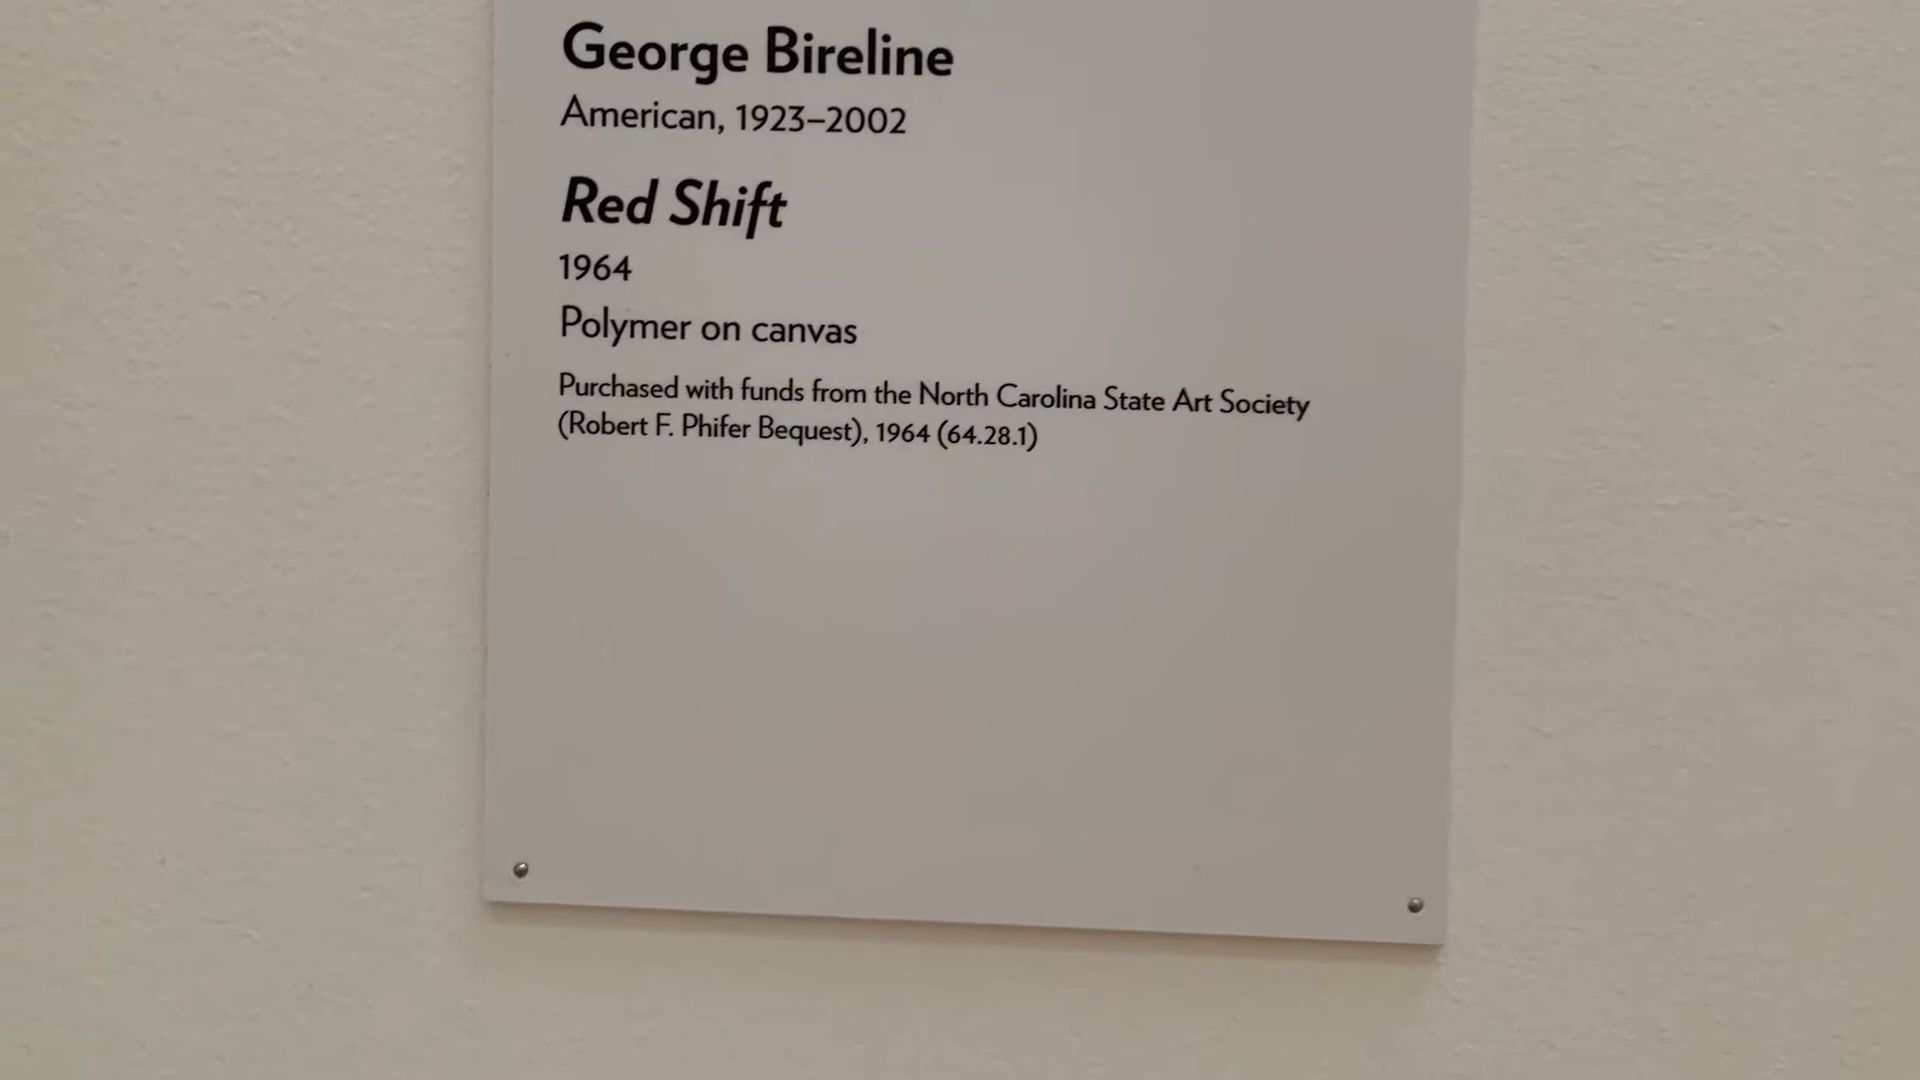 George Bireline
American, 1923–2002
Red Shift
1964
Polymer on canvas
Purchased with funds from the North Carolina State Art Society
(Robert F. Phifer Bequest), 1964 (64.28.1)